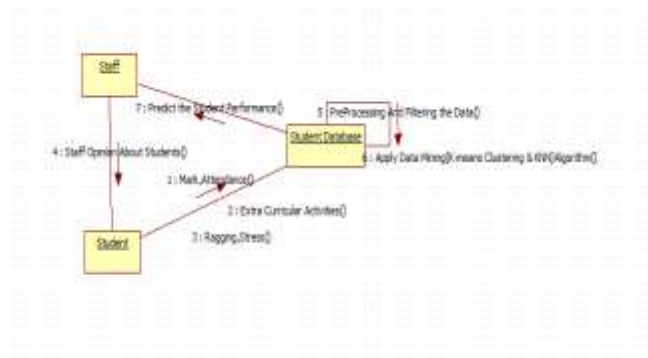 Staff
7 : Predict the Student Performance()
5 : PreProcessing And Filtering the Data()
Student Database
4 : Staff Opinion About Students()
6 : Apply Data Mining(K means Clustering & KNN)Algorithm()
1 : Mark,Attendance()
2 : Extra Curricular Activities()
Student
3 : Ragging,Stress()